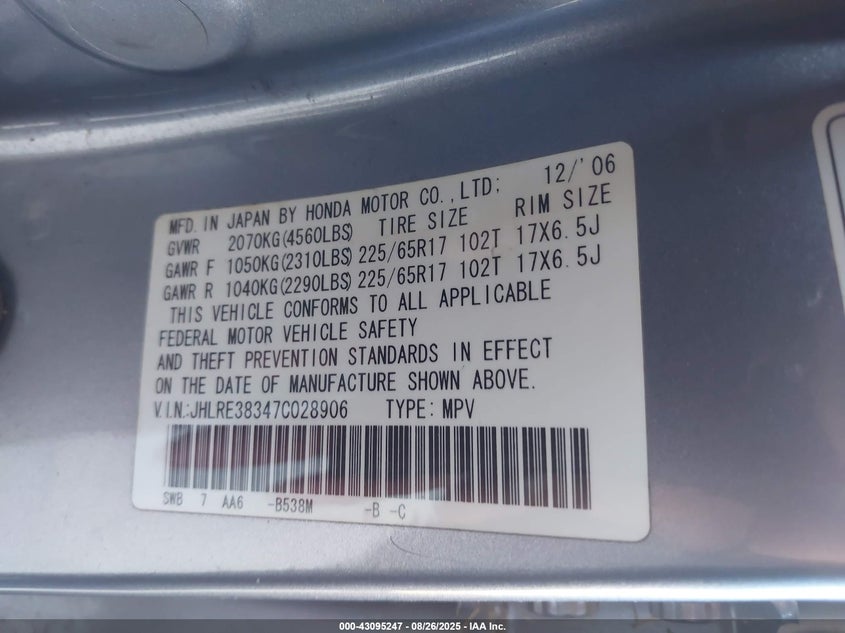 MFD. IN JAPAN BY HONDA MOTOR CO.,LTD; 12/'06
GVWR 2070KG(4560LBS) TIRE SIZE RIM SIZE
GAWR F 1050KG(2310LBS) 225/65R17 102T 17X6.5J
GAWR R 1040KG(2290LBS) 225/65R17 102T 17X6.5J
THIS VEHICLE CONFORMS TO ALL APPLICABLE
FEDERAL MOTOR VEHICLE SAFETY
AND THEFT PREVENTION STANDARDS IN EFFECT
ON THE DATE OF MANUFACTURE SHOWN ABOVE.
V.I.N.:JHLRE38347C028906 TYPE: MPV
SWB 7 AA6 -B538M -B -C
000-43095247 - 08/26/2025 - IAA Inc.